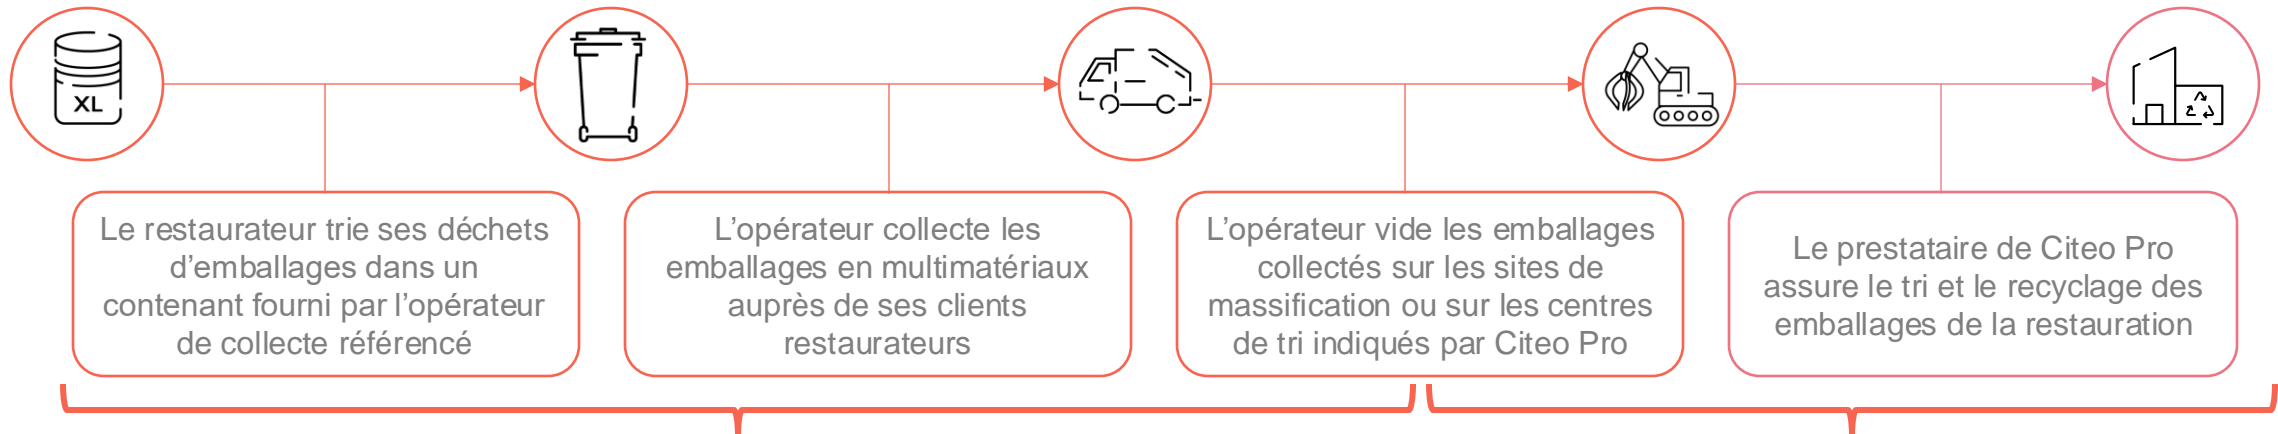 XL
Le restaurateur trie ses déchets
d'emballages dans un
contenant fourni par l'opérateur
de collecte référencé
L'opérateur collecte les
emballages en multimatériaux
auprès de ses clients
restaurateurs
L'opérateur vide les emballages
collectés sur les sites de
massification ou sur les centres
de tri indiqués par Citeo Pro
Le prestataire de Citeo Pro
assure le tri et le recyclage des
emballages de la restauration